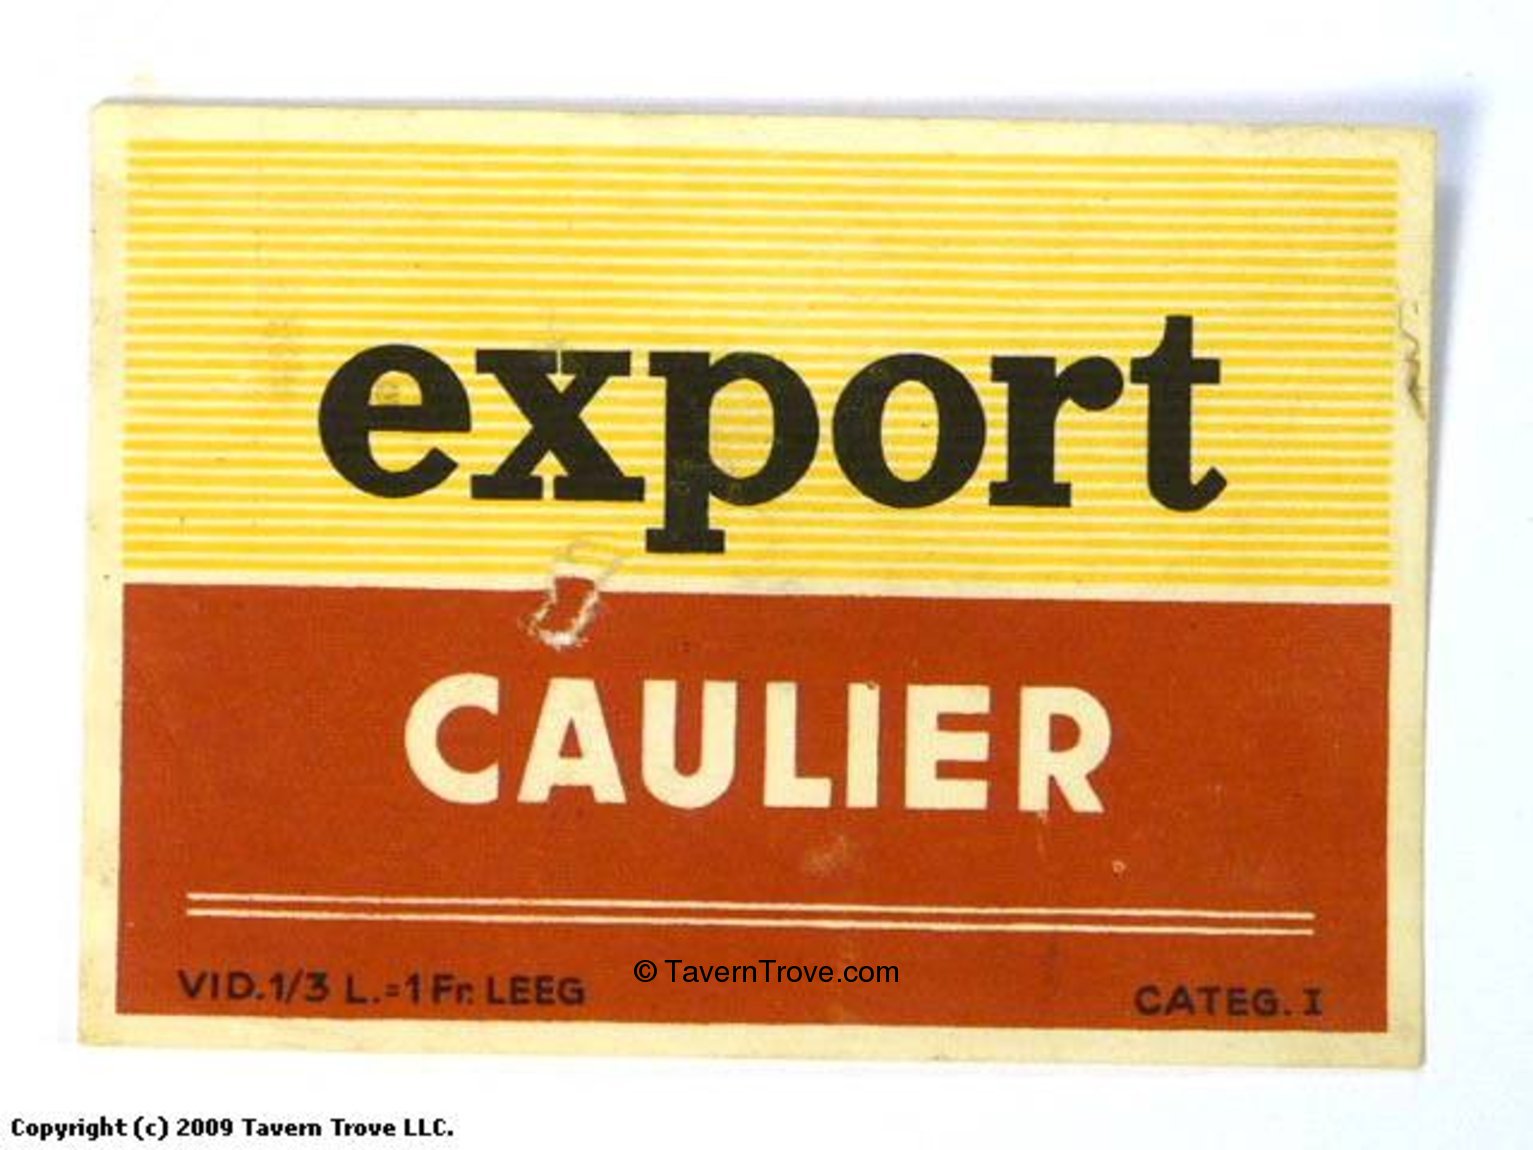 export
CAULIER
VID.1/3 L.=1 Fr. LEEG
CATEG. I
© TavernTrove.com
Copyright (c) 2009 Tavern Trove LLC.